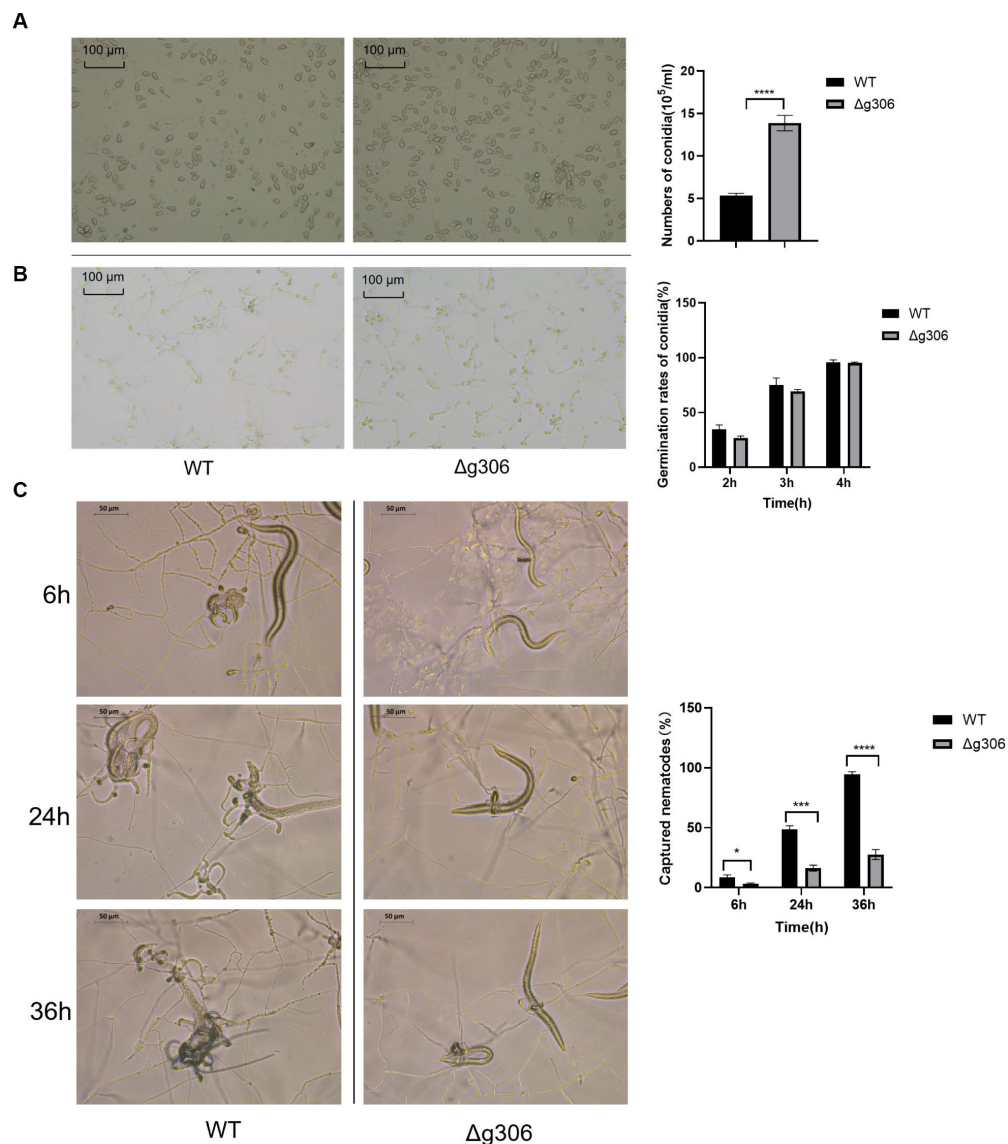 A
100 μm
100 μm
Numbers of conidia(10⁵/ml)
20
15
10
5
0
****
WT
Δg306
B
100 μm
100 μm
WT
Δg306
Germination rates of conidia(%)
150
100
50
0
2h
3h
4h
Time(h)
WT
Δg306
C
6h
50 μm
50 μm
24h
50 μm
50 μm
36h
50 μm
50 μm
WT
Δg306
Captured nematodes (%)
150
100
50
0
*
***
****
6h
24h
36h
Time(h)
WT
Δg306